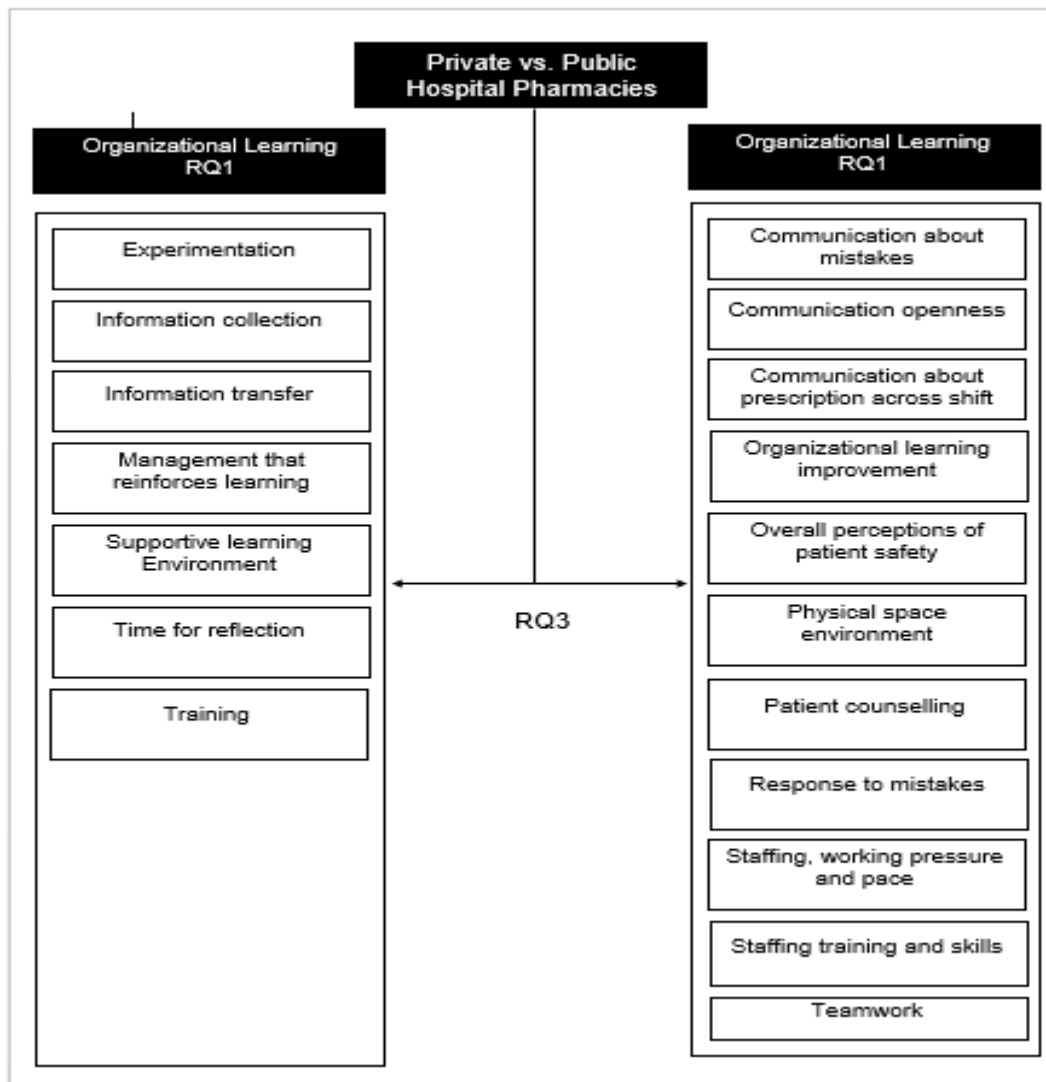 Private vs. Public
Hospital Pharmacies
Organizational Learning
RQ1
Experimentation
Information collection
Information transfer
Management that
reinforces learning
Supportive learning
Environment
Time for reflection
Training
RQ3
Organizational Learning
RQ1
Communication about
mistakes
Communication openness
Communication about
prescription across shift
Organizational learning
improvement
Overall perceptions of
patient safety
Physical space
environment
Patient counselling
Response to mistakes
Staffing, working pressure
and pace
Staffing training and skills
Teamwork